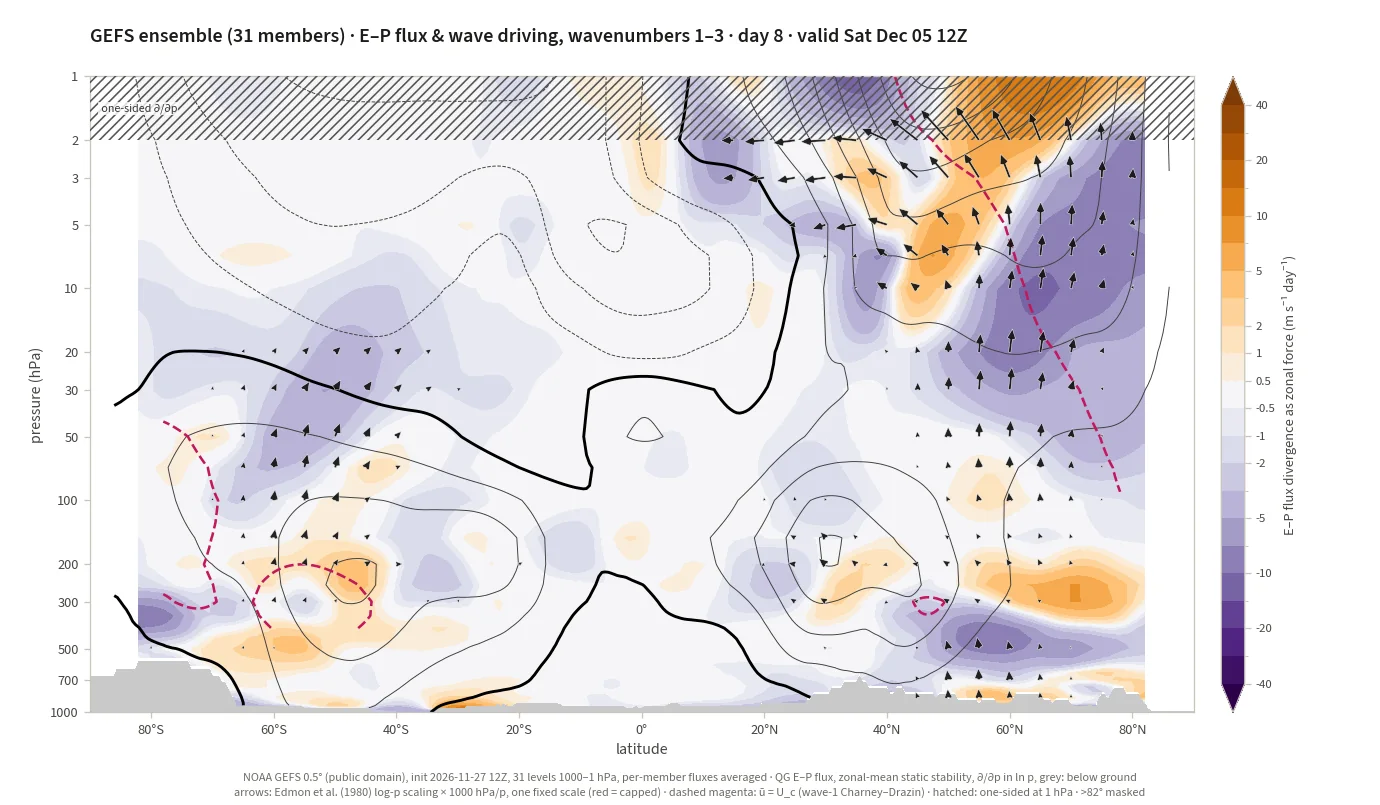 GEFS ensemble (31 members) · E–P flux & wave driving, wavenumbers 1–3 · day 8 · valid Sat Dec 05 12Z
one-sided ∂/∂p
1
2
3
5
10
20
30
50
100
200
300
500
700
1000
pressure (hPa)
80°S
60°S
40°S
20°S
0°
20°N
40°N
60°N
80°N
latitude
40
20
10
5
2
1
0.5
-0.5
-1
-2
-5
-10
-20
-40
E–P flux divergence as zonal force (m s⁻¹ day⁻¹)
NOAA GEFS 0.5° (public domain), init 2026-11-27 12Z, 31 levels 1000–1 hPa, per-member fluxes averaged · QG E–P flux, zonal-mean static stability, ∂/∂p in ln p, grey: below ground
arrows: Edmon et al. (1980) log-p scaling × 1000 hPa/p, one fixed scale (red = capped) · dashed magenta: ū = U_c (wave-1 Charney–Drazin) · hatched: one-sided at 1 hPa · >82° masked